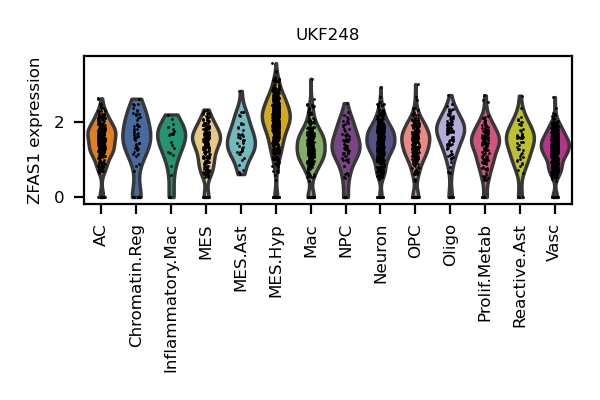 UKF248
ZFAS1 expression
2
0
AC
Chromatin.Reg
Inflammatory.Mac
MES
MES.Ast
MES.Hyp
Mac
NPC
Neuron
OPC
Oligo
Prolif.Metab
Reactive.Ast
Vasc